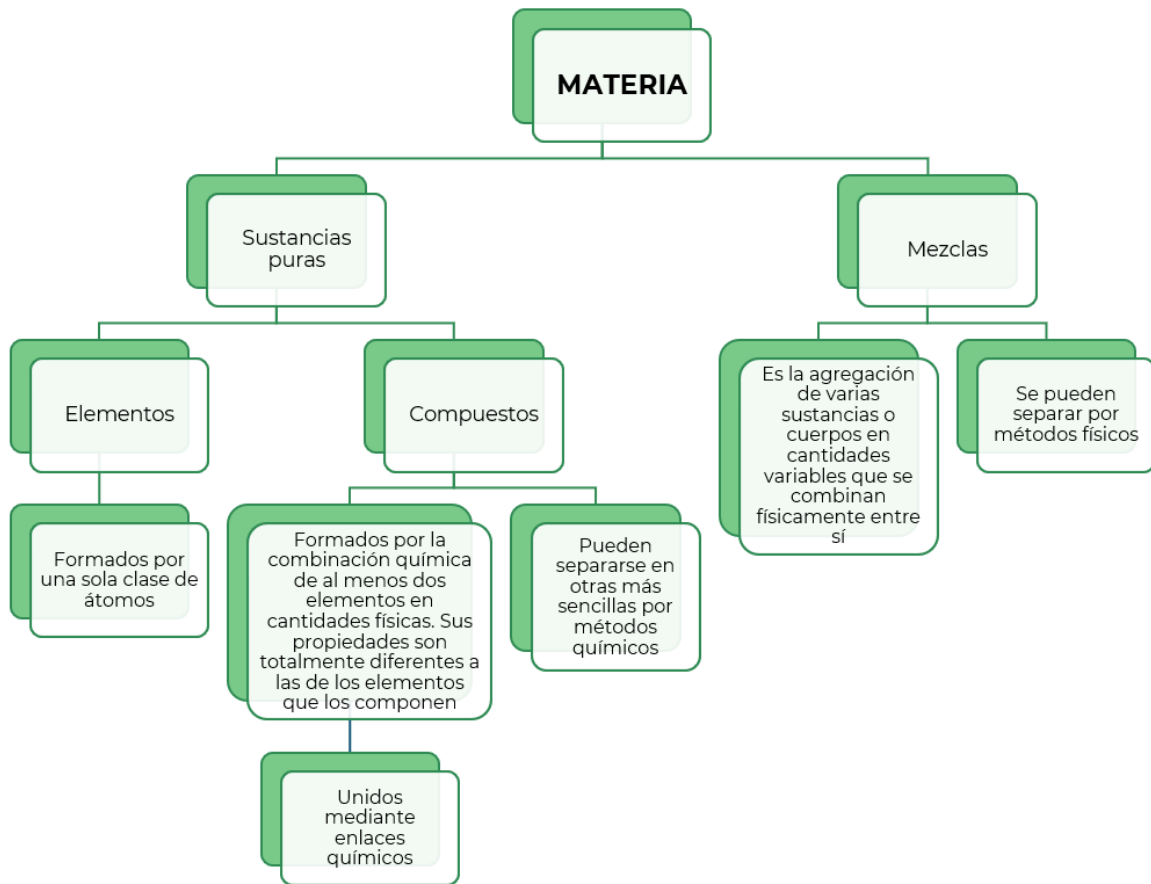 MATERIA
Sustancias
puras
Mezclas
Elementos
Compuestos
Es la agregación
de varias
sustancias o
cuerpos en
cantidades
variables que se
combinan
físicamente entre
sí
Se pueden
separar por
métodos físicos
Formados por
una sola clase de
átomos
Formados por la
combinación química
de al menos dos
elementos en
cantidades físicas. Sus
propiedades son
totalmente diferentes a
las de los elementos
que los componen
Pueden
separarse en
otras más
sencillas por
métodos
químicos
Unidos
mediante
enlaces
químicos